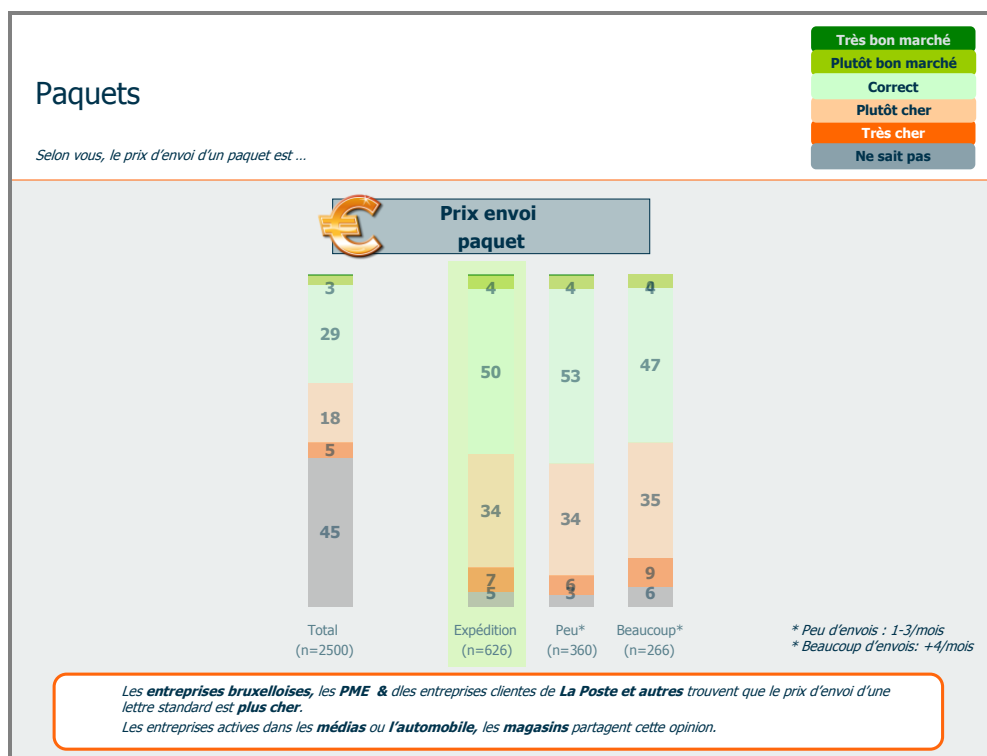 Très bon marché
Plutôt bon marché
Correct
Plutôt cher
Très cher
Ne sait pas
Paquets
Selon vous, le prix d'envoi d'un paquet est ...
Prix envoi
paquet
3
29
18
5
45
4
50
34
7
5
4
53
34
6
3
4
47
35
9
6
Total
(n=2500)
Expédition
(n=626)
Peu*
(n=360)
Beaucoup*
(n=266)
* Peu d'envois : 1-3/mois
* Beaucoup d'envois: +4/mois
Les entreprises bruxelloises, les PME & dles entreprises clientes de La Poste et autres trouvent que le prix d'envoi d'une
lettre standard est plus cher.
Les entreprises actives dans les médias ou l'automobile, les magasins partagent cette opinion.